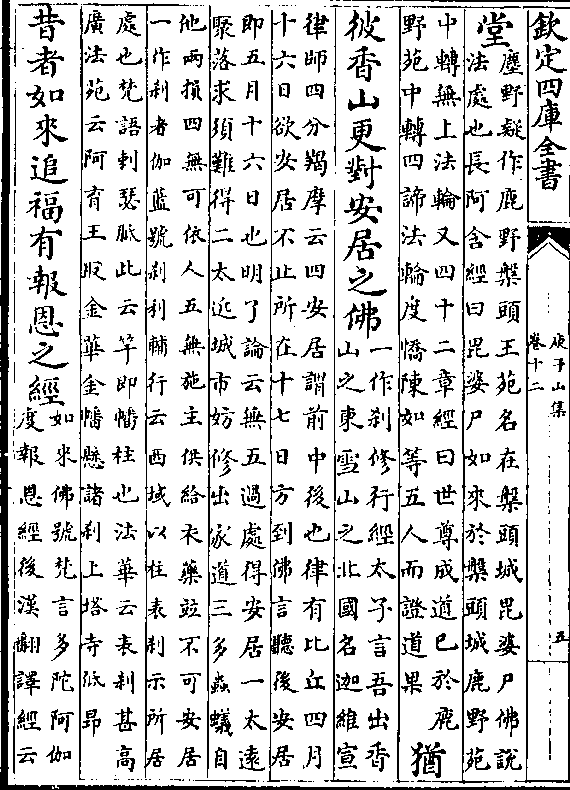 欽定四庫全書
庾子山集
卷十二
五
堂
麈野疑作鹿野槃頭王苑名在槃頭城毘婆尸佛說
法處也長阿含經曰毘婆尸如來於槃頭城鹿野苑
中轉無上法輪又四十二章經曰世尊成道已於鹿
野苑中轉四諦法輪度憍陳如等五人而證道果
猶
彼香山更對安居之佛
一作刹修行經太子言吾出香
山之東雪山之北國名迦維宣
律師四分羯摩云四安居謂前中後也律有比丘四月
十六日欲安居不止所在十七日方到佛言聽後安居
即五月十六日也明了論云無五過處得安居一太遠
聚落求須難得二太近城市妨修出家道三多蟲蟻自
他兩損四無可依人五無施主供給衣藥竝不可安居
一作刹者伽藍號刹利輔行云西域以柱表刹示所居
處也梵語剌瑟胝此云竿即幡柱也法華云表刹甚高
廣法苑云阿育王服金華金幡懸諸刹上塔寺低昂
昔者如來追福有報恩之經
如來佛號梵言多陀阿伽
度報恩經後漢翻譯經云